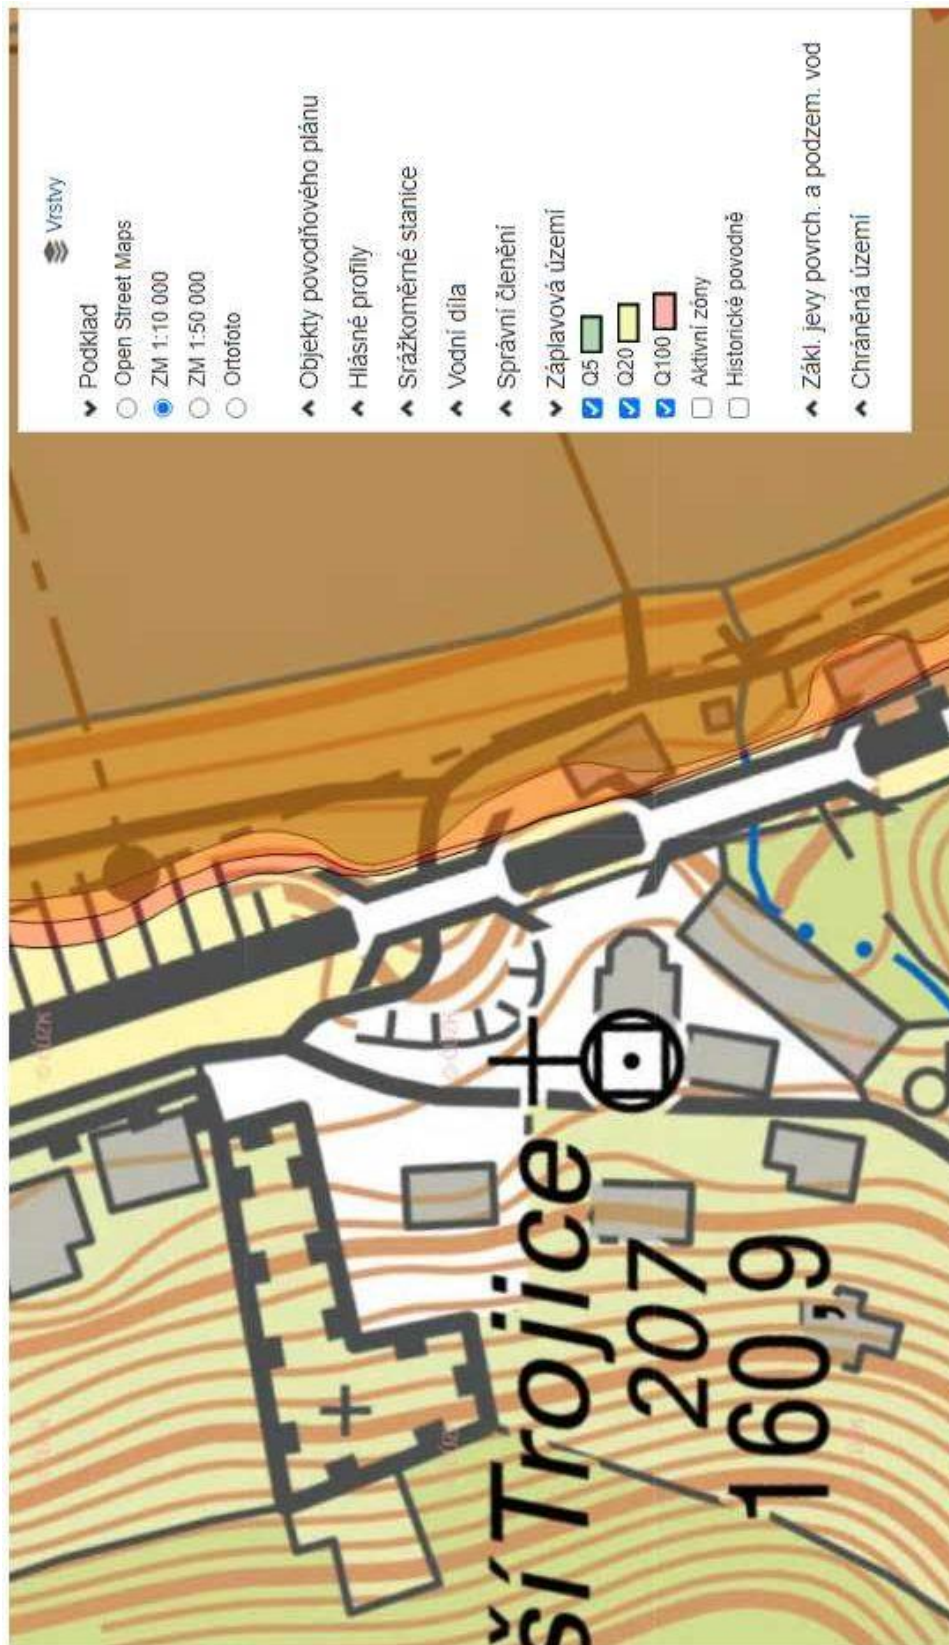 Vrstvy
Podklad
Open Street Maps
ZM 1:10 000
ZM 1:50 000
Ortofoto
Objekty povodňového plánu
Hlásné profily
Srážkoměrné stanice
Vodní díla
Správní členění
Záplavová území
Q5
Q20
Q100
Aktivní zóny
Historické povodně
Zákl. jevy povrch. a podzem. vod
Chráněná území
ší Trojice
207
160,9